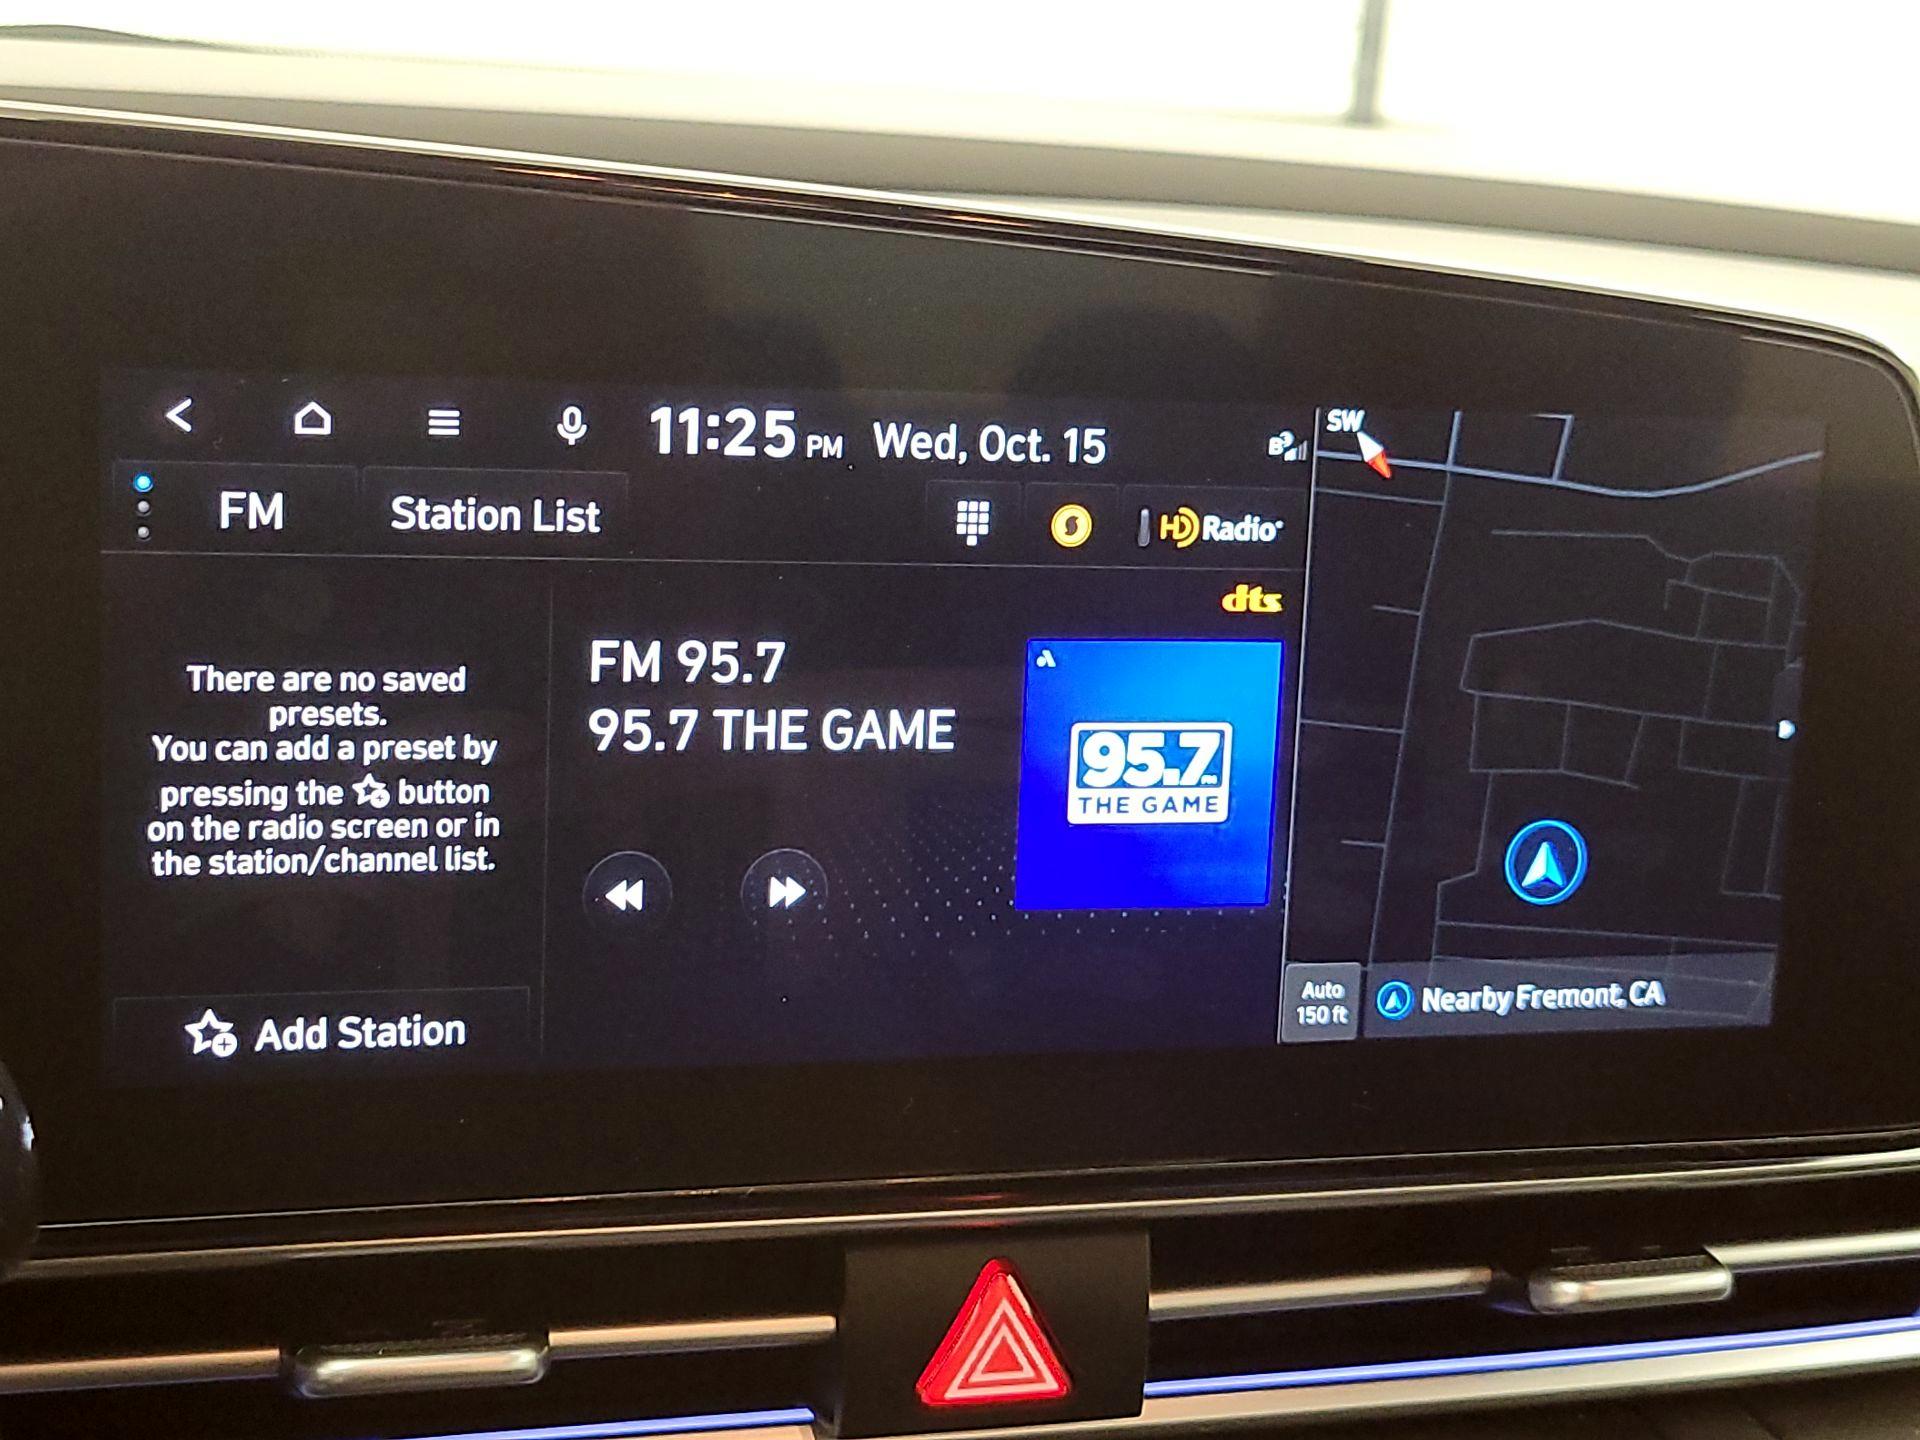 11:25 PM Wed, Oct. 15
SW
FM
Station List
HD Radio
dts
There are no saved
presets.
You can add a preset by
pressing the button
on the radio screen or in
the station/channel list.
Add Station
FM 95.7
95.7 THE GAME
95.7
THE GAME
Auto
150 ft
Nearby Fremont, CA